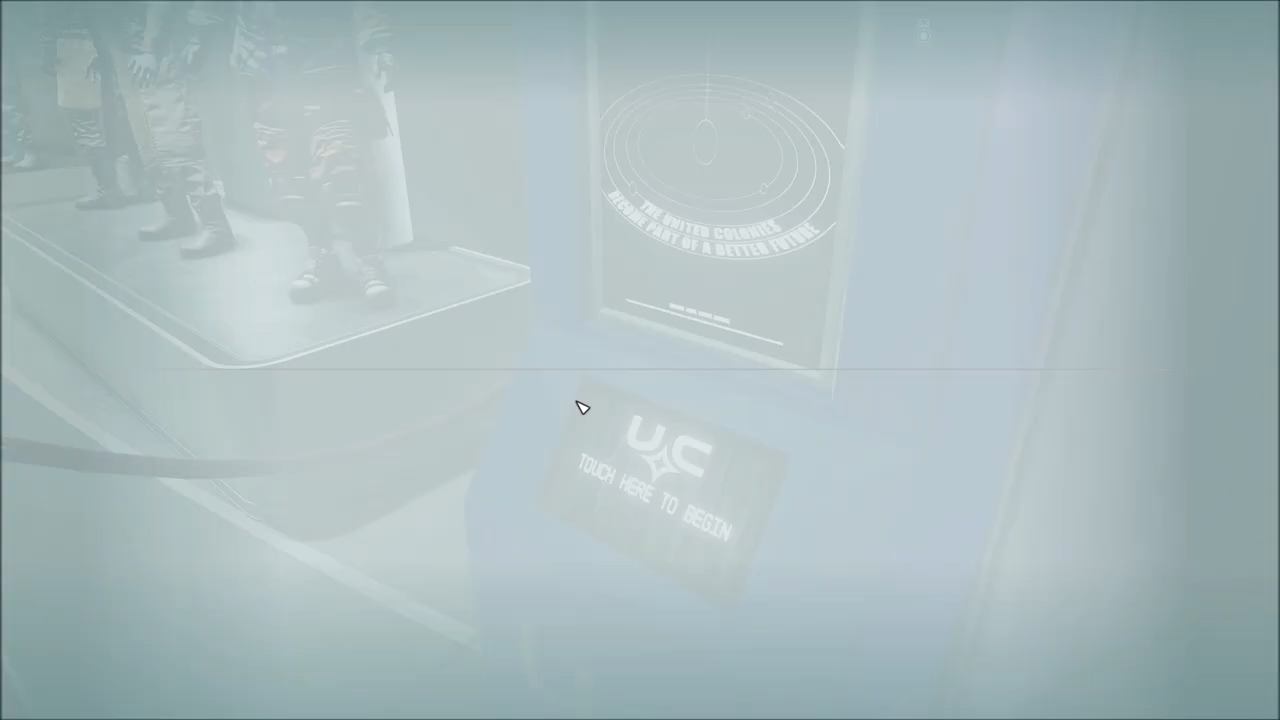 THE UNITED COLONIES
BECOME PART OF A BETTER FUTURE
UC
TOUCH HERE TO BEGIN